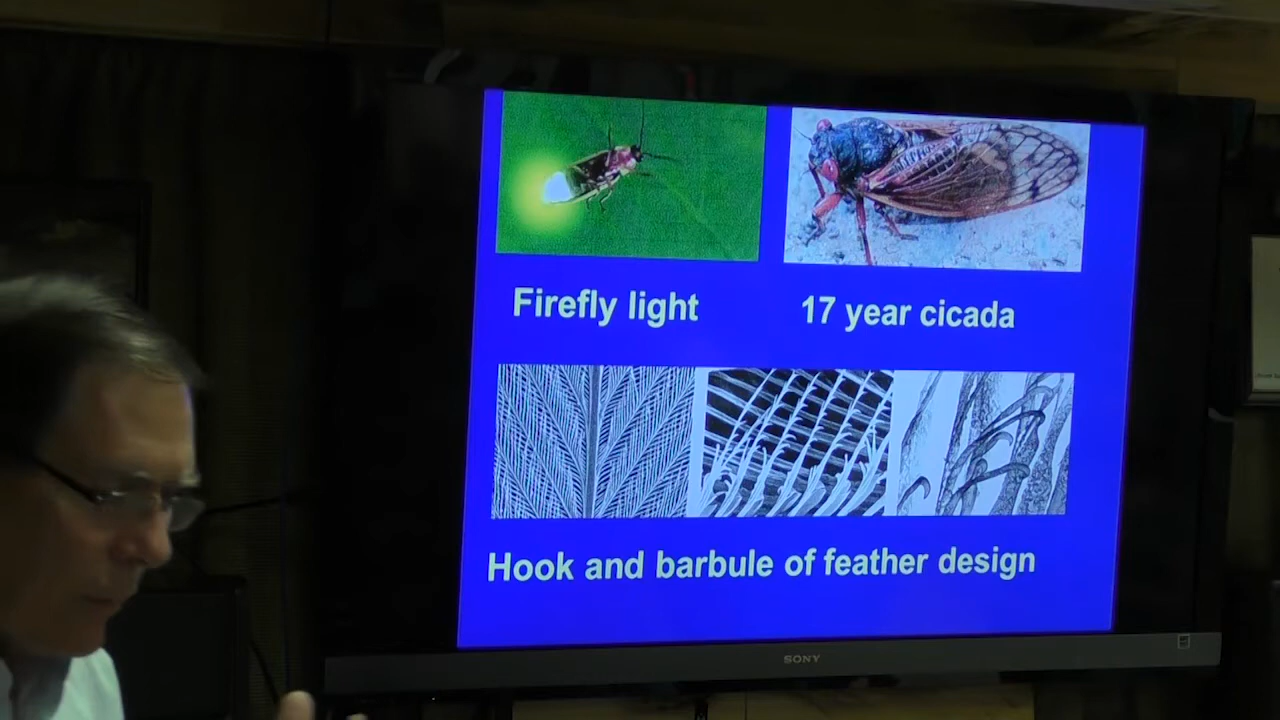 Firefly light
17 year cicada
Hook and barbule of feather design
SONY